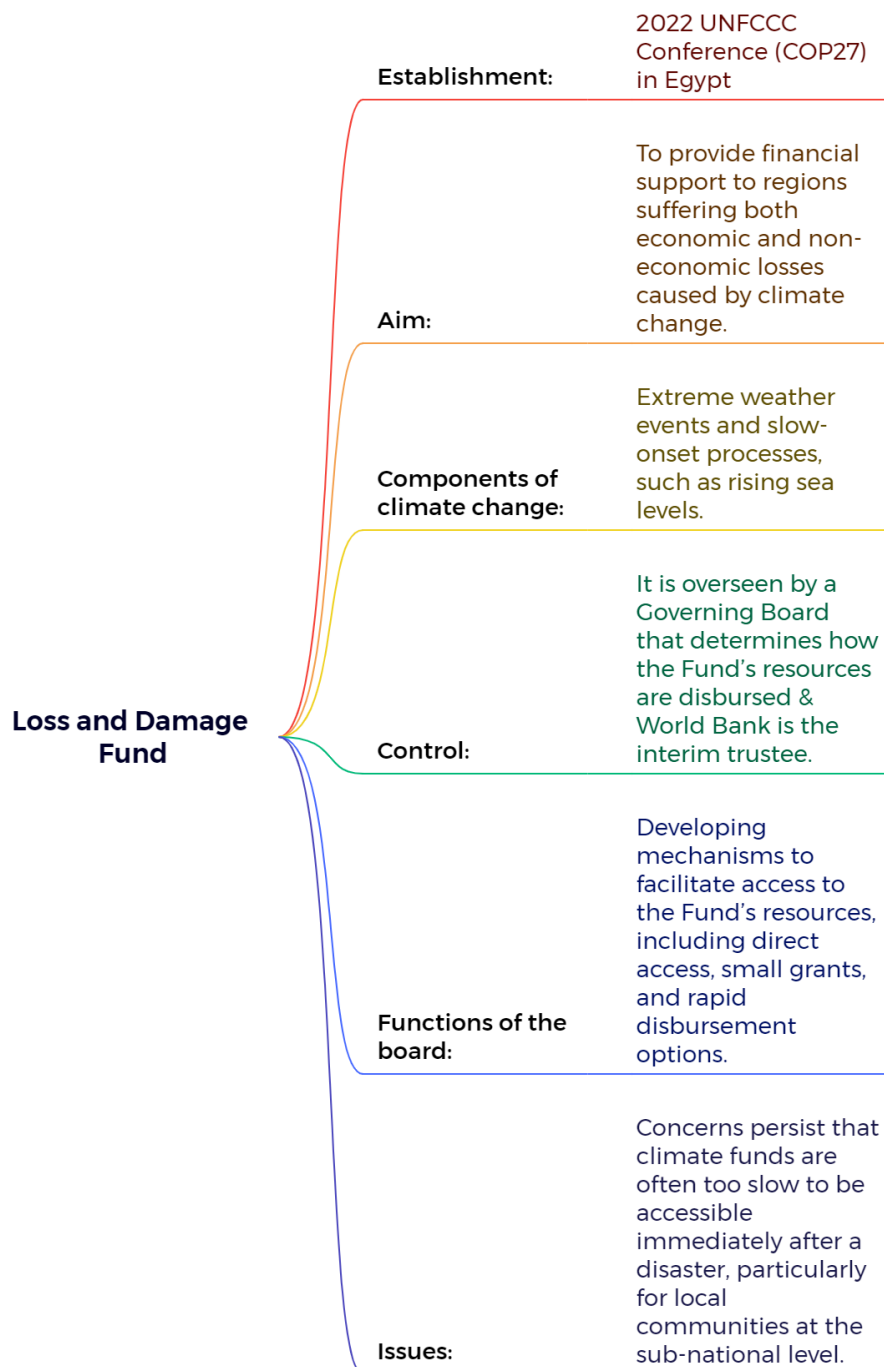 Loss and Damage
Fund
Establishment:
2022 UNFCCC
Conference (COP27)
in Egypt
Aim:
To provide financial
support to regions
suffering both
economic and non-
economic losses
caused by climate
change.
Components of
climate change:
Extreme weather
events and slow-
onset processes,
such as rising sea
levels.
Control:
It is overseen by a
Governing Board
that determines how
the Fund’s resources
are disbursed &
World Bank is the
interim trustee.
Functions of the
board:
Developing
mechanisms to
facilitate access to
the Fund’s resources,
including direct
access, small grants,
and rapid
disbursement
options.
Issues:
Concerns persist that
climate funds are
often too slow to be
accessible
immediately after a
disaster, particularly
for local
communities at the
sub-national level.